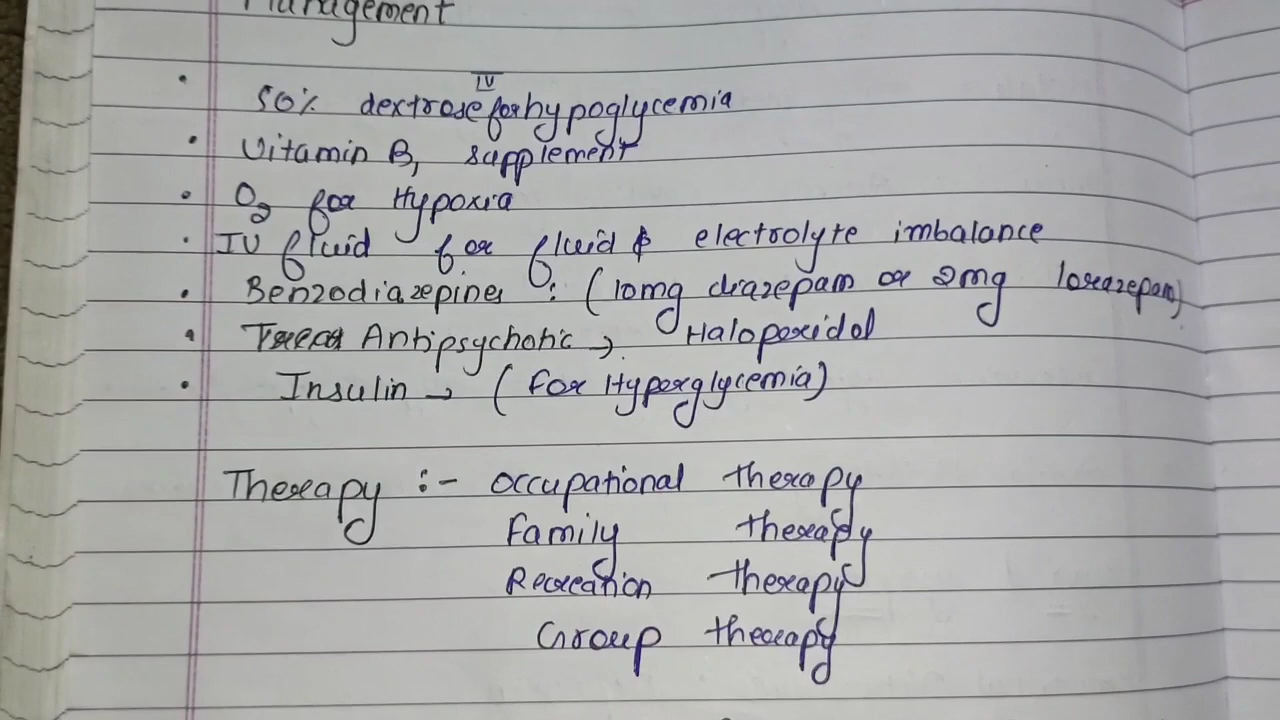 Management
• 50% dextrose IV for hypoglycemia
• Vitamin B1 supplement
• O2 for Hypoxia
• IV fluid for fluid & electrolyte imbalance
• Benzodiazepines : (10mg diazepam or 2mg lorazepam)
• Antipsychotic → Haloperidol
• Insulin → (for Hyperglycemia)
Therapy :- Occupational therapy
Family therapy
Recreation therapy
Group therapy